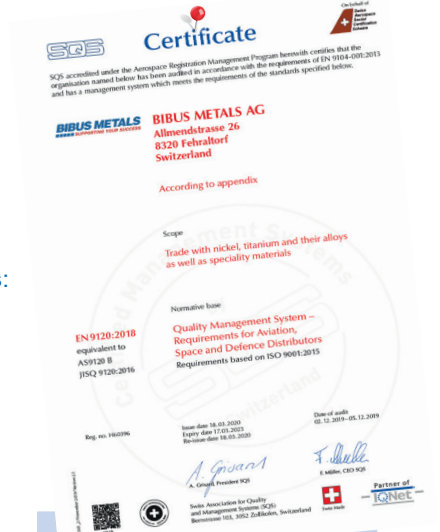 SQS
Certificate
On behalf of
Swiss
Aerospace
Certification
SQS accredited under the Aerospace Registration Management Program herewith certifies that the
organisation named below has been audited in accordance with the requirements of EN 9104-001:2013
and has a management system which meets the requirements of the standards specified below.
BIBUS METALS
SUPPORTING YOUR SUCCESS
BIBUS METALS AG
Allmendstrasse 26
8320 Fehraltorf
Switzerland
According to appendix
Scope
Trade with nickel, titanium and their alloys
as well as speciality materials
s:
Normative base
EN 9120:2018
equivalent to
AS9120 B
JISQ 9120:2016
Quality Management System –
Requirements for Aviation,
Space and Defence Distributors
Requirements based on ISO 9001:2015
Certified Management Systems
SQS
Switzerland
Reg. no. H60396
Issue date 18.03.2020
Expiry date 17.03.2023
Re-issue date 18.03.2020
Date of audit
02.12.2019–05.12.2019
A. Grisard
A. Grisard, President SQS
F. Müller
F. Müller, CEO SQS
Swiss Association for Quality
and Management Systems (SQS)
Bernstrasse 103, 3052 Zollikofen, Switzerland
Swiss Made
Partner of
IQNet